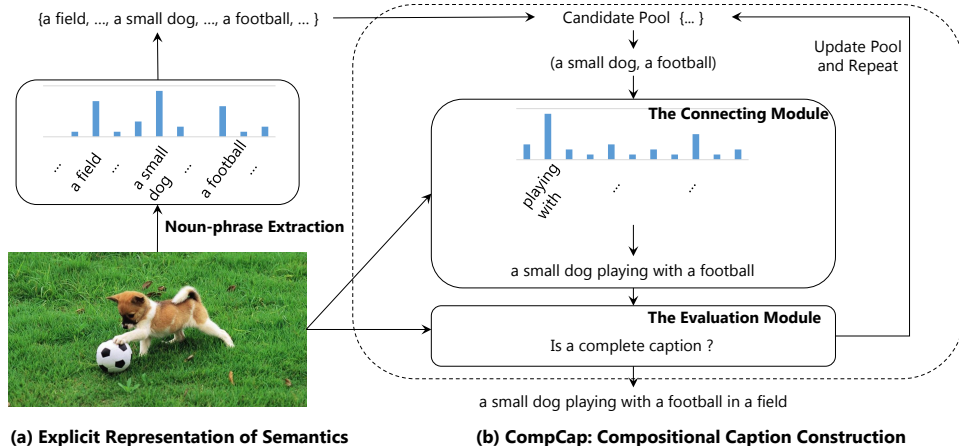 {a field, ..., a small dog, ..., a football, ... }
Candidate Pool {... }
Update Pool
and Repeat
(a small dog, a football)
The Connecting Module
...
a field
...
a small
dog
...
a football
...
playing
with
...
...
Noun-phrase Extraction
a small dog playing with a football
The Evaluation Module
Is a complete caption ?
a small dog playing with a football in a field
(a) Explicit Representation of Semantics
(b) CompCap: Compositional Caption Construction